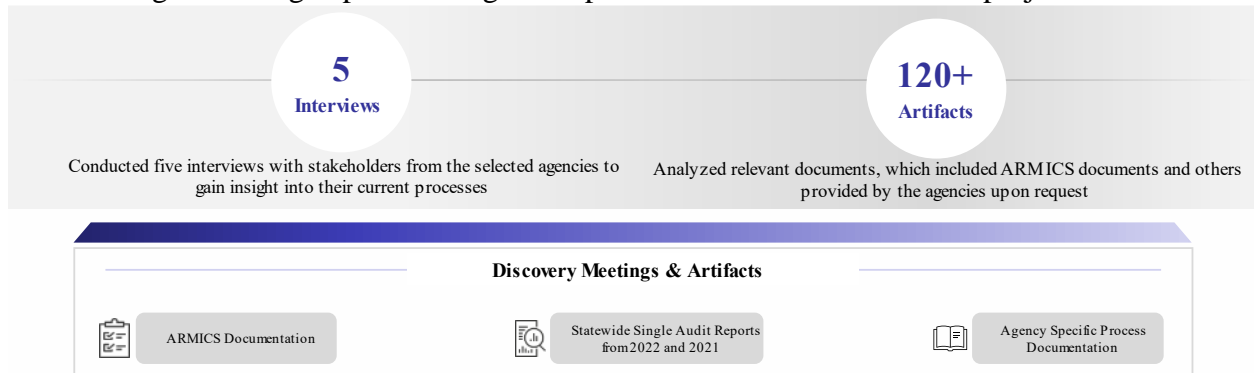 5
Interviews
120+
Artifacts
Conducted five interviews with stakeholders from the selected agencies to
gain insight into their current processes
Analyzed relevant documents, which included ARMICS documents and others
provided by the agencies upon request
Discovery Meetings & Artifacts
ARMICS Documentation
Statewide Single Audit Reports
from 2022 and 2021
Agency Specific Process
Documentation